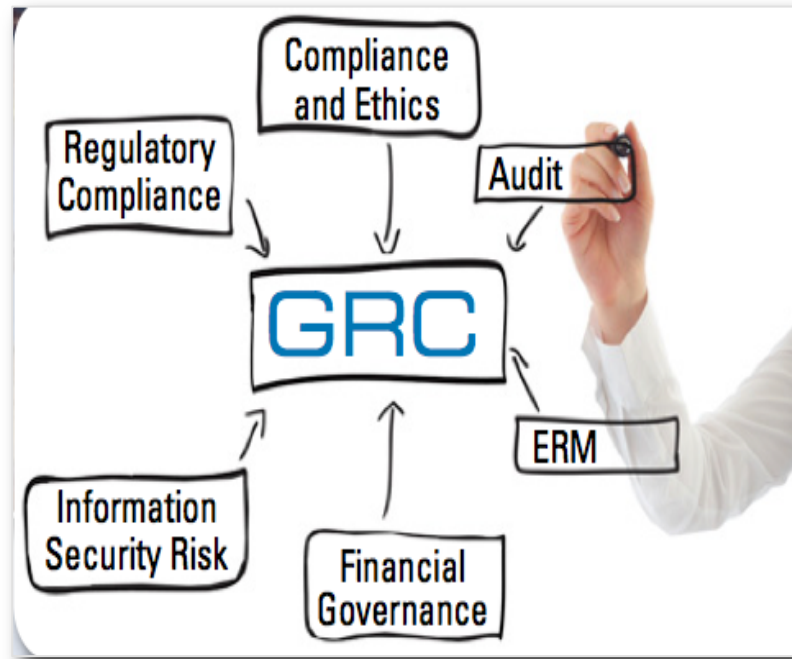 Compliance
and Ethics
Regulatory
Compliance
Audit
GRC
ERM
Information
Security Risk
Financial
Governance